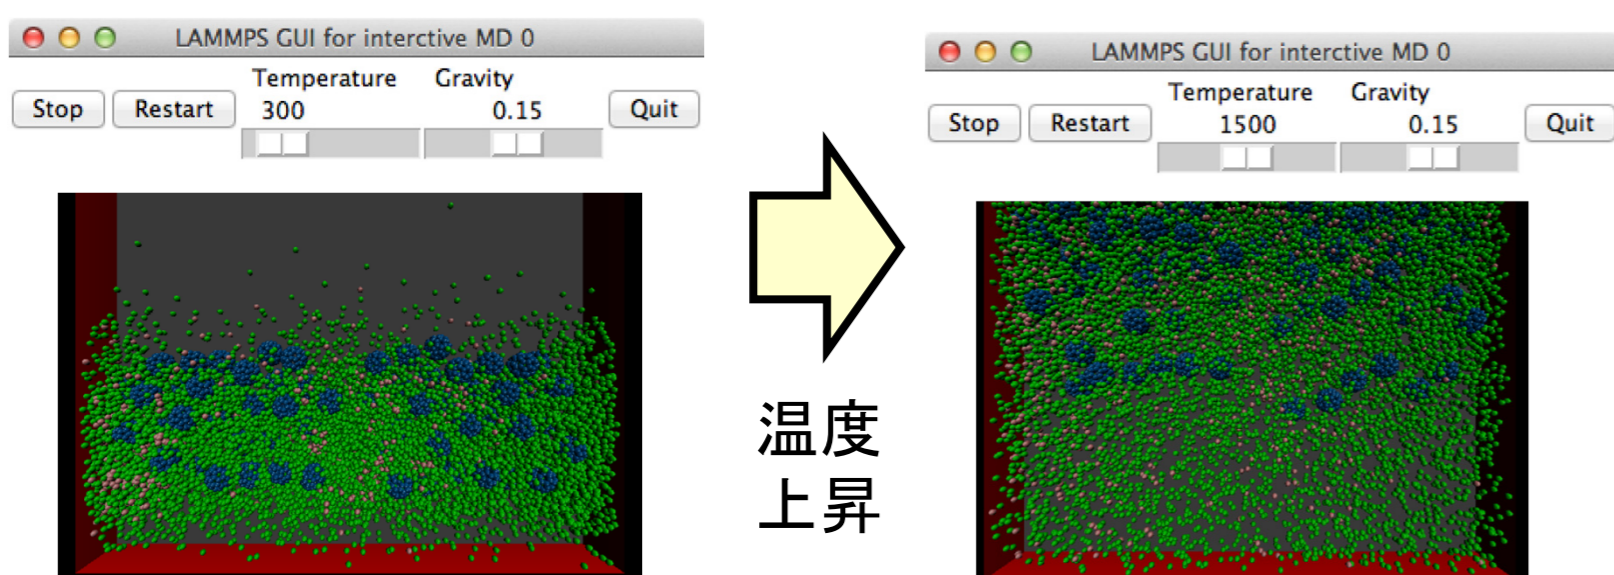 LAMMPS GUI for interctive MD 0
Temperature Gravity
Stop Restart 300 0.15 Quit
温度
上昇
LAMMPS GUI for interctive MD 0
Temperature Gravity
Stop Restart 1500 0.15 Quit